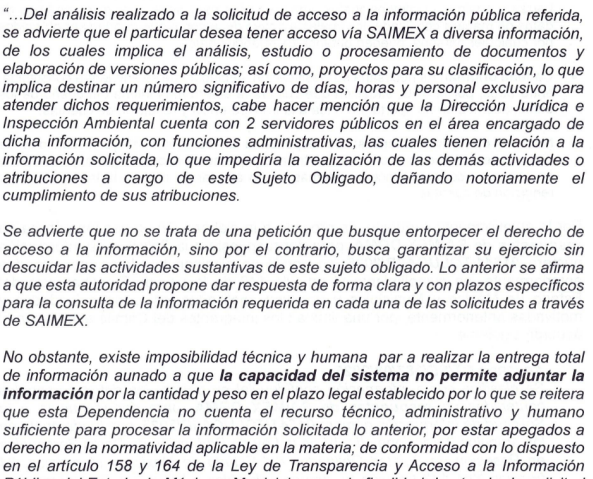 “…Del análisis realizado a la solicitud de acceso a la información pública referida,
se advierte que el particular desea tener acceso vía SAIMEX a diversa información,
de los cuales implica el análisis, estudio o procesamiento de documentos y
elaboración de versiones públicas; así como, proyectos para su clasificación, lo que
implica destinar un número significativo de días, horas y personal exclusivo para
atender dichos requerimientos, cabe hacer mención que la Dirección Jurídica e
Inspección Ambiental cuenta con 2 servidores públicos en el área encargado de
dicha información, con funciones administrativas, las cuales tienen relación a la
información solicitada, lo que impediría la realización de las demás actividades o
atribuciones a cargo de este Sujeto Obligado, dañando notoriamente el
cumplimiento de sus atribuciones.
Se advierte que no se trata de una petición que busque entorpecer el derecho de
acceso a la información, sino por el contrario, busca garantizar su ejercicio sin
descuidar las actividades sustantivas de este sujeto obligado. Lo anterior se afirma
a que esta autoridad propone dar respuesta de forma clara y con plazos específicos
para la consulta de la información requerida en cada una de las solicitudes a través
de SAIMEX.
No obstante, existe imposibilidad técnica y humana par a realizar la entrega total
de información aunado a que la capacidad del sistema no permite adjuntar la
información por la cantidad y peso en el plazo legal establecido por lo que se reitera
que esta Dependencia no cuenta el recurso técnico, administrativo y humano
suficiente para procesar la información solicitada lo anterior, por estar apegados a
derecho en la normatividad aplicable en la materia; de conformidad con lo dispuesto
en el artículo 158 y 164 de la Ley de Transparencia y Acceso a la Información